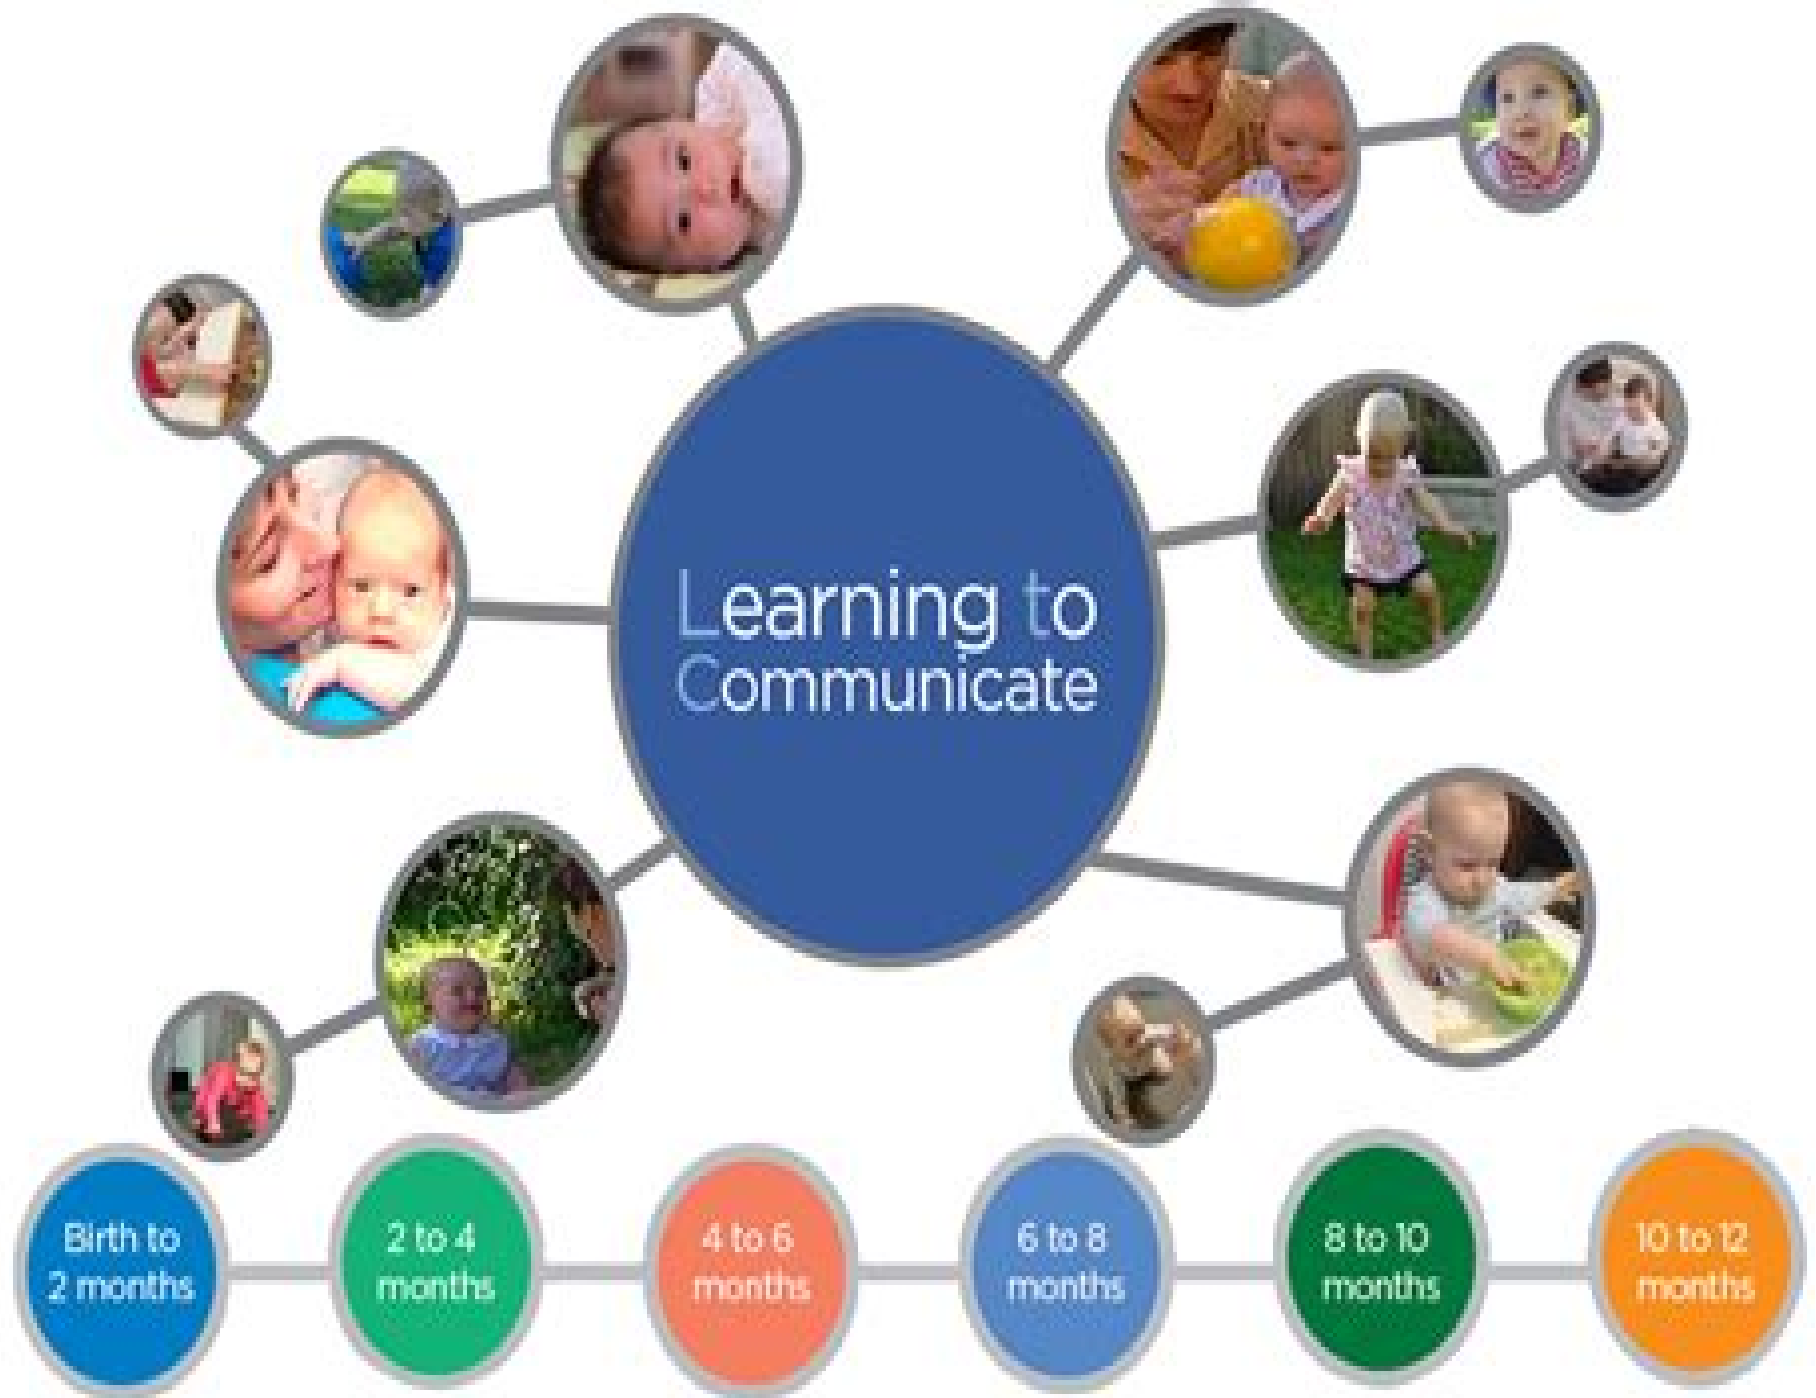 Learning to
Communicate
Birth to
2 months
2 to 4
months
4 to 6
months
6 to 8
months
8 to 10
months
10 to 12
months